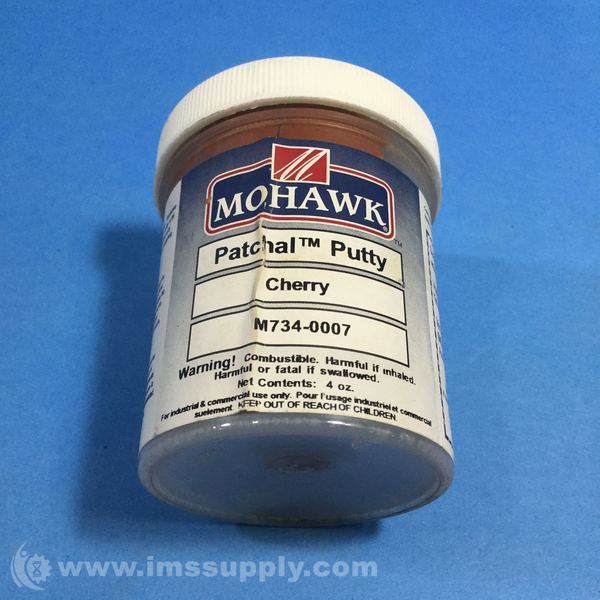 M
MOHAWK®
™
Patchal™ Putty
Cherry
M734-0007
Warning! Combustible. Harmful if inhaled.
Harmful or fatal if swallowed.
Net Contents: 4 oz.
For industrial & commercial use only. Pour l'usage industriel et commercial
suelement. KEEP OUT OF REACH OF CHILDREN.
www.imssupply.com